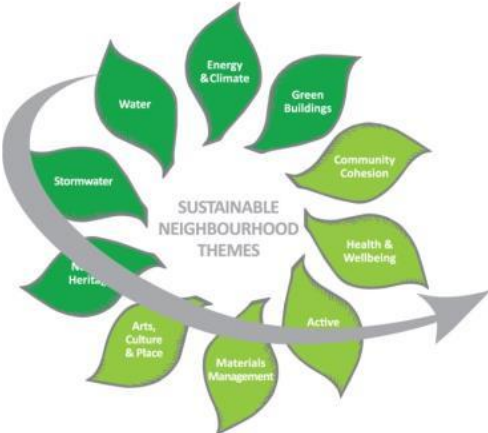 Energy
& Climate
Green
Buildings
Water
Community
Cohesion
Stormwater
SUSTAINABLE
NEIGHBOURHOOD
THEMES
Health &
Wellbeing
Heritag
Active
Arts,
Culture
& Place
Materials
Management